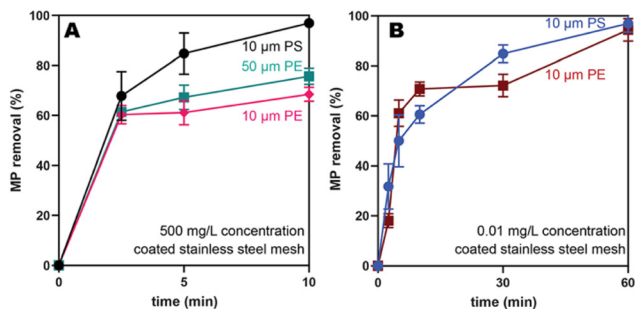 A
MP removal (%)
100
80
60
40
20
0
10 µm PS
50 µm PE
10 µm PE
500 mg/L concentration
coated stainless steel mesh
0
5
10
time (min)
B
MP removal (%)
100
80
60
40
20
0
10 µm PS
10 µm PE
0.01 mg/L concentration
coated stainless steel mesh
0
30
60
time (min)